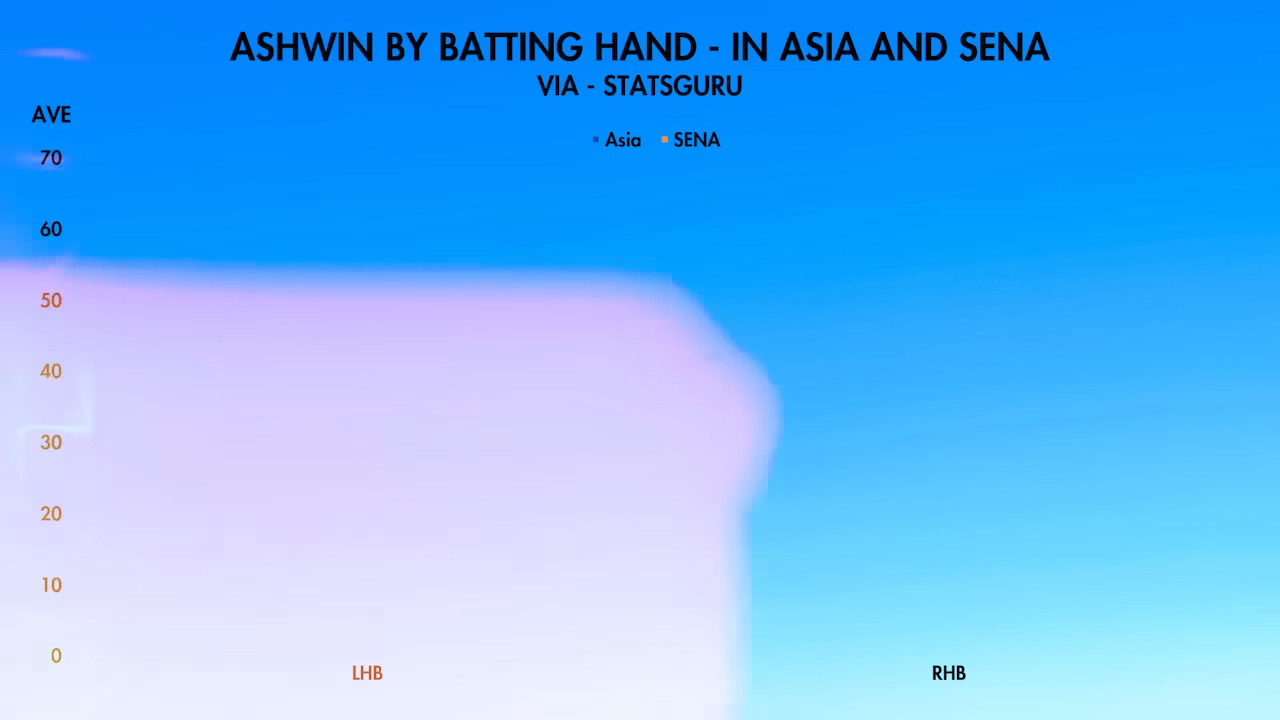 ASHWIN BY BATTING HAND - IN ASIA AND SENA
VIA - STATSGURU
AVE
Asia SENA
70
60
50
40
30
20
10
0
LHB RHB